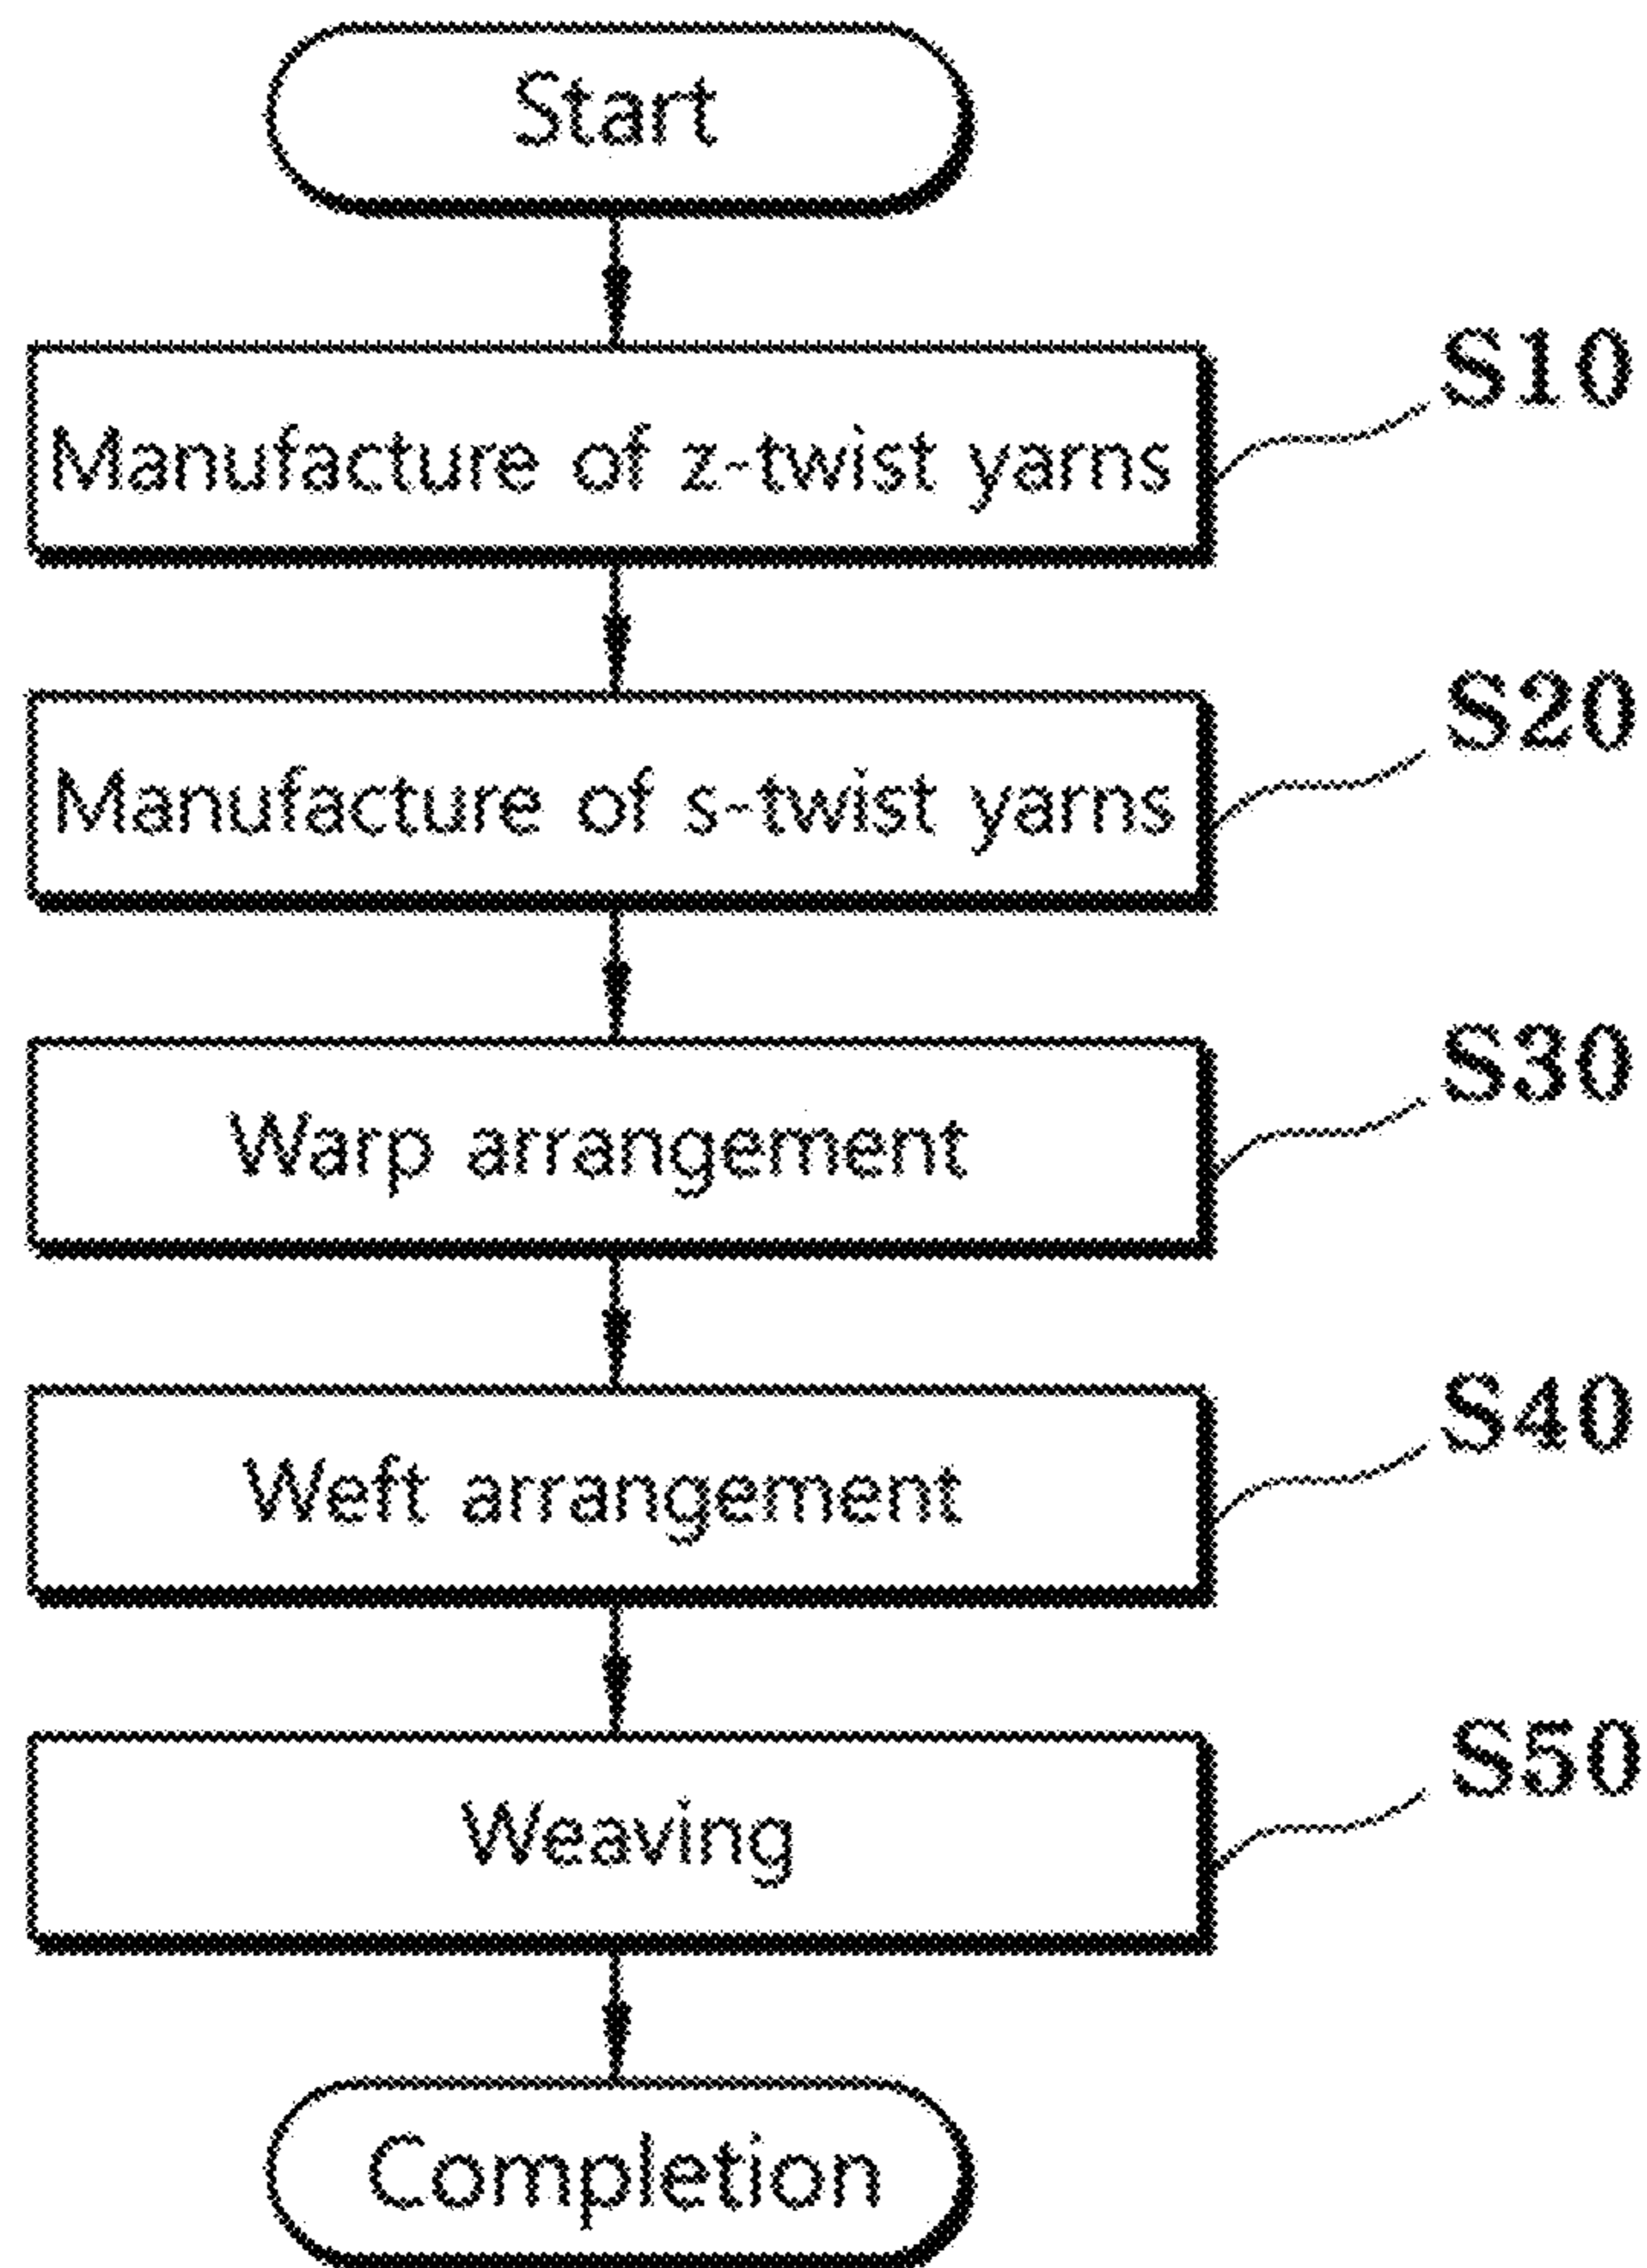 Start
Manufacture of z-twist yarns
S10
Manufacture of s-twist yarns
S20
Warp arrangement
S30
Weft arrangement
S40
Weaving
S50
Completion